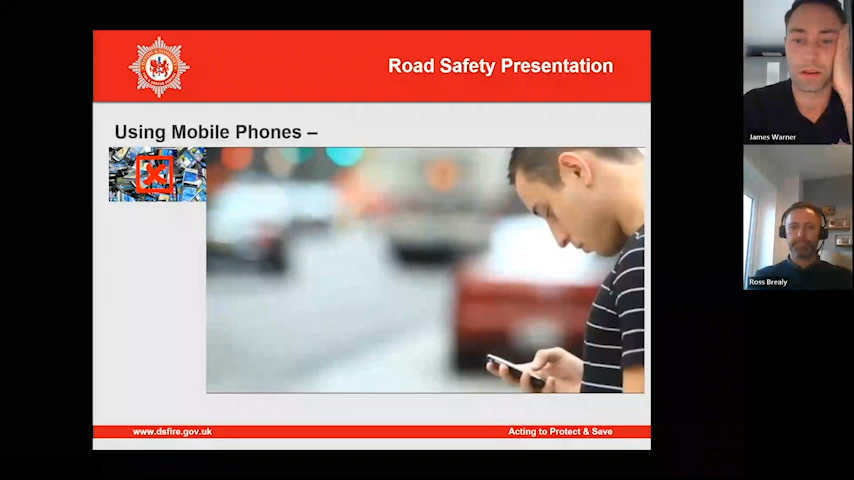 Road Safety Presentation
Using Mobile Phones –
James Warner
Ross Brealy
www.dsfire.gov.uk
Acting to Protect & Save